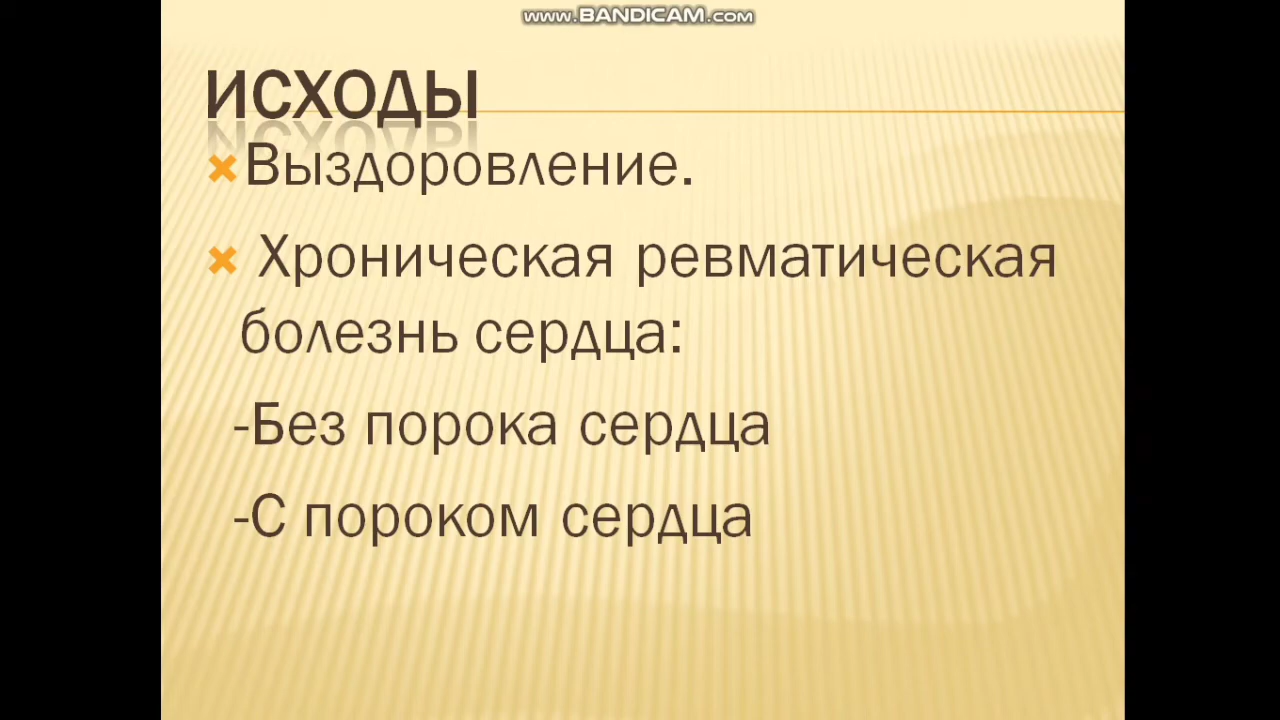 www.BANDICAM.com
ИСХОДЫ
Выздоровление.
Хроническая ревматическая
болезнь сердца:
-Без порока сердца
-С пороком сердца